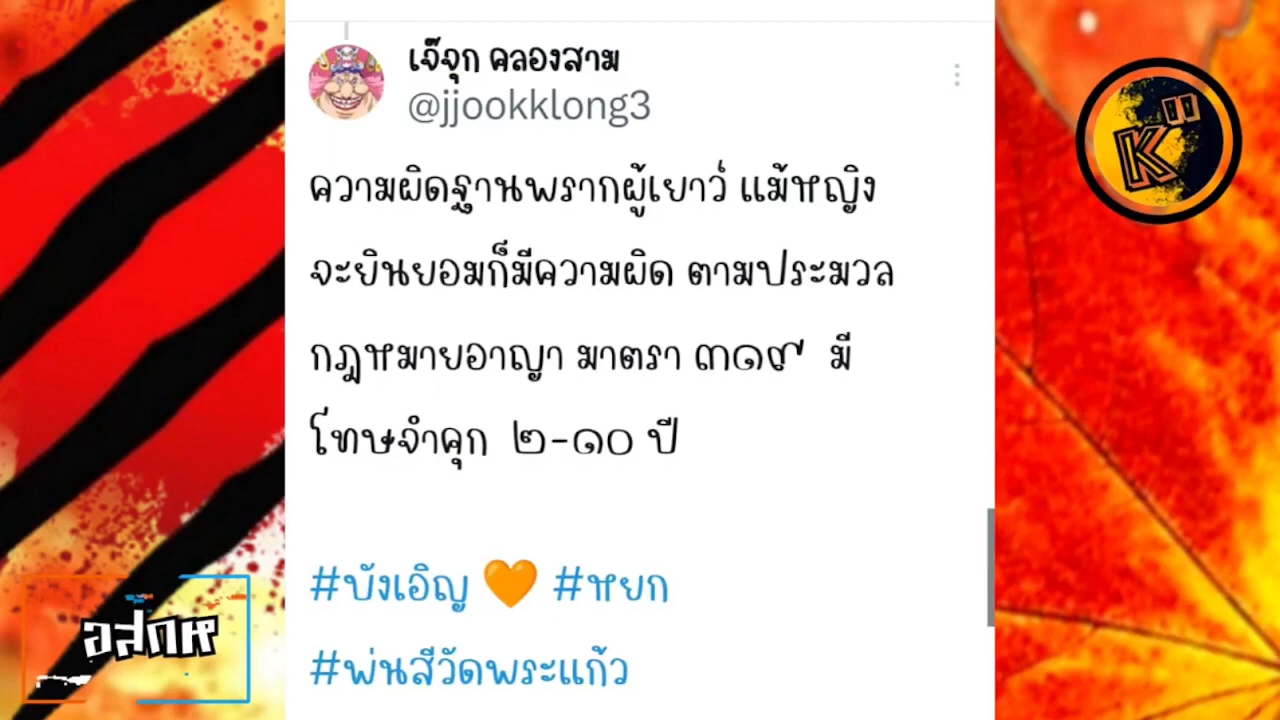 เจ๊จุก คลองสาม
@jjookklong3
K"
ความผิดฐานพรากผู้เยาว์ แม้หญิง
จะยินยอมก็มีความผิด ตามประมวล
กฎหมายอาญา มาตรา ๓๑๙ มี
โทษจำคุก ๒-๑๐ ปี
#บังเอิญ 🧡 #หยก
#พ่นสีวัดพระแก้ว
อสักห